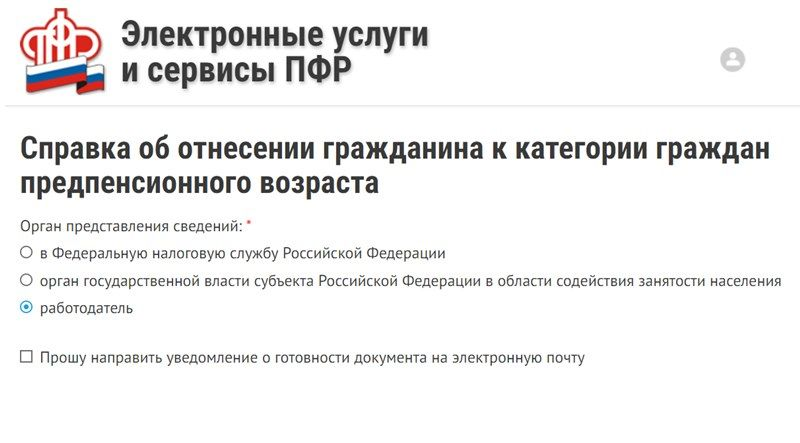 Электронные услуги
и сервисы ПФР
Справка об отнесении гражданина к категории граждан
предпенсионного возраста
Орган представления сведений: *
в Федеральную налоговую службу Российской Федерации
орган государственной власти субъекта Российской Федерации в области содействия занятости населения
работодатель
Прошу направить уведомление о готовности документа на электронную почту